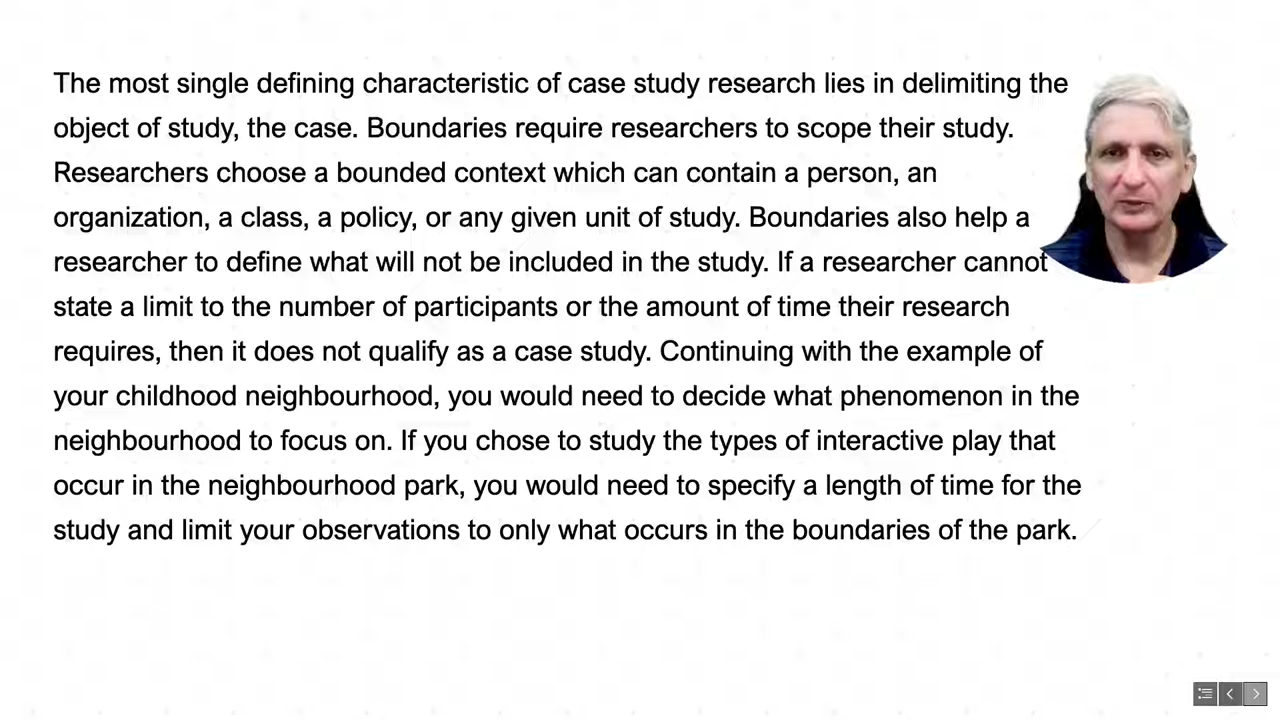 The most single defining characteristic of case study research lies in delimiting the
object of study, the case. Boundaries require researchers to scope their study.
Researchers choose a bounded context which can contain a person, an
organization, a class, a policy, or any given unit of study. Boundaries also help a
researcher to define what will not be included in the study. If a researcher cannot
state a limit to the number of participants or the amount of time their research
requires, then it does not qualify as a case study. Continuing with the example of
your childhood neighbourhood, you would need to decide what phenomenon in the
neighbourhood to focus on. If you chose to study the types of interactive play that
occur in the neighbourhood park, you would need to specify a length of time for the
study and limit your observations to only what occurs in the boundaries of the park.